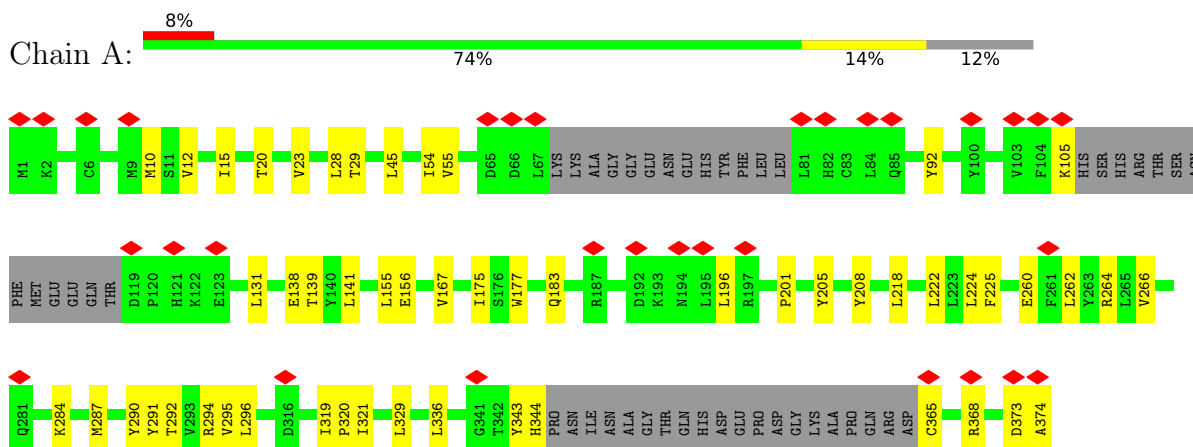 8%
Chain A:
74% 14% 12%
M1 K2 C6 M9 M10 S11 V12 I15 T20 V23 L28 T29 L45 I54 V55 D65 D66 L67 LYS LYS ALA GLY GLY GLU ASN GLU HIS TYR PHE LEU LEU L81 H82 C83 L84 Q85 Y92 Y100 V103 F104 K105 HIS SER HIS ARG THR SER
PHE MET GLU GLU GLN THR D119 P120 H121 K122 E123 L131 E138 T139 Y140 L141 L155 E156 V167 I175 S176 W177 Q183 R187 D192 K193 N194 L195 L196 R197 P201 Y205 Y208 L218 L222 L223 L224 F225 E260 F261 L262 Y263 R264 L265 V266
Q281 K284 M287 Y290 Y291 T292 V293 R294 V295 L296 D316 I319 P320 I321 L329 L336 G341 T342 Y343 H344 PRO ASN ILE ASN ALA GLY THR GLN HIS ASP GLU PRO ASP GLY LYS ALA PRO GLN ARG ASP C365 R368 D373 A374